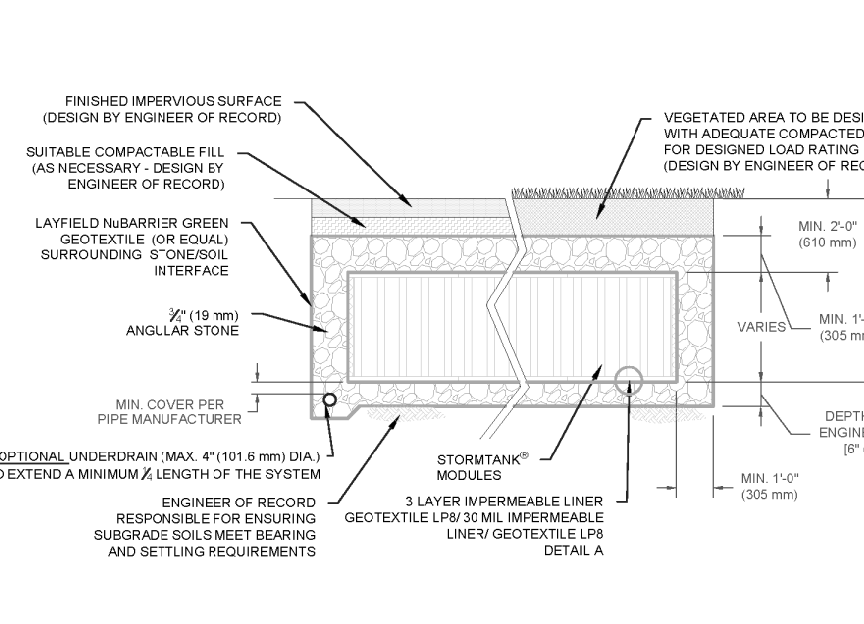 FINISHED IMPERVIOUS SURFACE
(DESIGN BY ENGINEER OF RECORD)
SUITABLE COMPACTABLE FILL
(AS NECESSARY - DESIGN BY
ENGINEER OF RECORD)
LAYFIELD NuBARRIER GREEN
GEOTEXTILE (OR EQUAL)
SURROUNDING STONE/SOIL
INTERFACE
¾" (19 mm)
ANGULAR STONE
MIN. COVER PER
PIPE MANUFACTURER
OPTIONAL UNDERDRAIN (MAX. 4" (101.6 mm) DIA.)
EXTEND A MINIMUM ¼ LENGTH OF THE SYSTEM
ENGINEER OF RECORD
RESPONSIBLE FOR ENSURING
SUBGRADE SOILS MEET BEARING
AND SETTLING REQUIREMENTS
VEGETATED AREA TO BE DESI
WITH ADEQUATE COMPACTED
FOR DESIGNED LOAD RATING
(DESIGN BY ENGINEER OF REC
MIN. 2'-0"
(610 mm)
VARIES
MIN. 1'-
(305 mm
DEPTH
ENGINE
[6"
MIN. 1'-0"
(305 mm)
STORMTANK®
MODULES
3 LAYER IMPERMEABLE LINER
GEOTEXTILE LP8/ 30 MIL IMPERMEABLE
LINER/ GEOTEXTILE LP8
DETAIL A